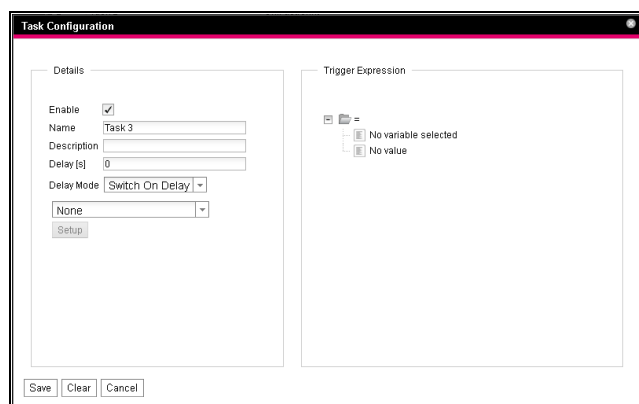 Task Configuration
Details
Enable
Name Task 3
Description
Delay [s] 0
Delay Mode Switch On Delay
None
Setup
Trigger Expression
=
No variable selected
No value
Save Clear Cancel